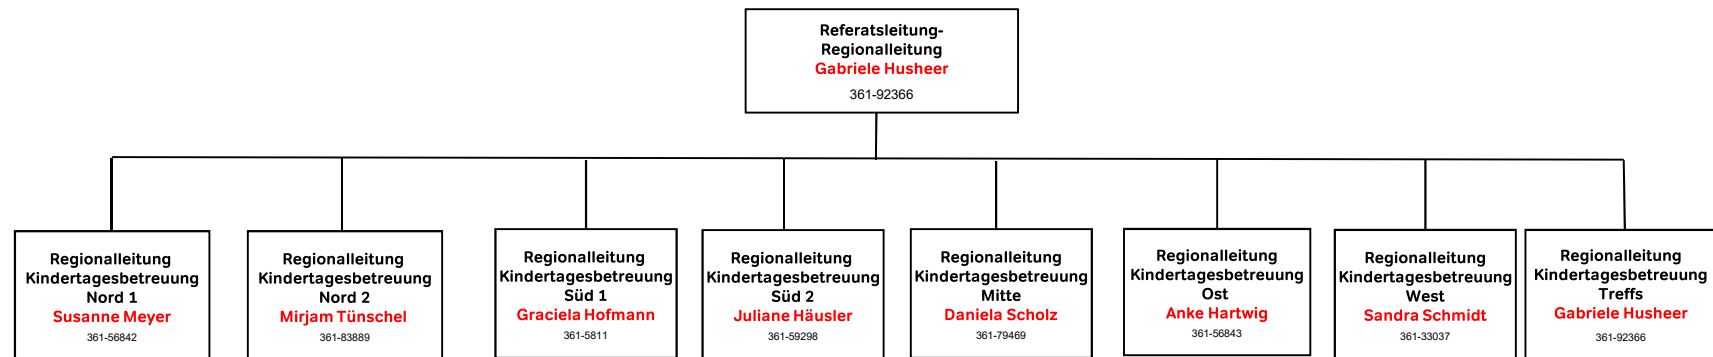 Referatsleitung-
Regionalleitung
Gabriele Husheer
361-92366
Regionalleitung
Kindertagesbetreuung
Nord 1
Susanne Meyer
361-56842
Regionalleitung
Kindertagesbetreuung
Nord 2
Mirjam Tünschel
361-83889
Regionalleitung
Kindertagesbetreuung
Süd 1
Graciela Hofmann
361-5811
Regionalleitung
Kindertagesbetreuung
Süd 2
Juliane Häusler
361-59298
Regionalleitung
Kindertagesbetreuung
Mitte
Daniela Scholz
361-79469
Regionalleitung
Kindertagesbetreuung
Ost
Anke Hartwig
361-56843
Regionalleitung
Kindertagesbetreuung
West
Sandra Schmidt
361-33037
Regionalleitung
Kindertagesbetreuung
Treffs
Gabriele Husheer
361-92366